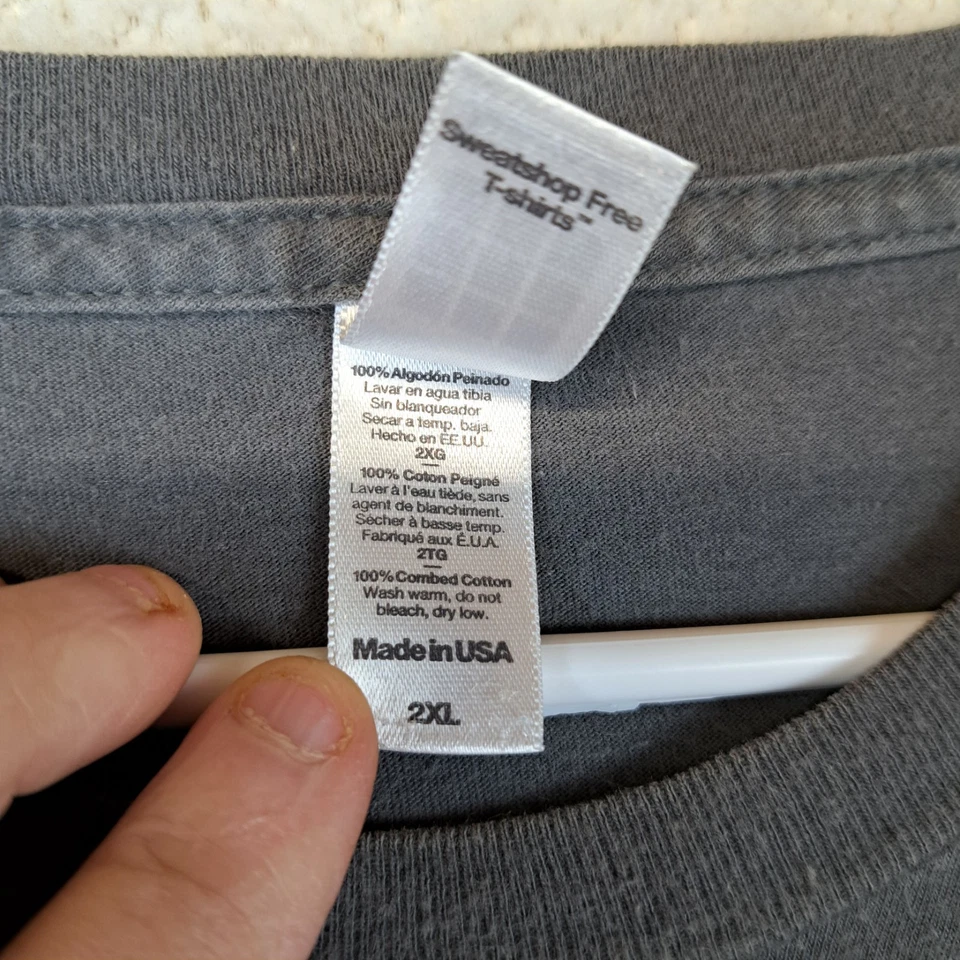 Sweatshop Free
T-shirts™
100% Algodón Peinado
Lavar en agua tibia
Sin blanqueador
Secar a temp. baja.
Hecho en EE.UU.
2XG
100% Coton Peigné
Laver à l'eau tiède, sans
agent de blanchiment.
Sécher à basse temp.
Fabriqué aux É.U.A.
2TG
100% Combed Cotton
Wash warm, do not
bleach, dry low.
Made in USA
2XL